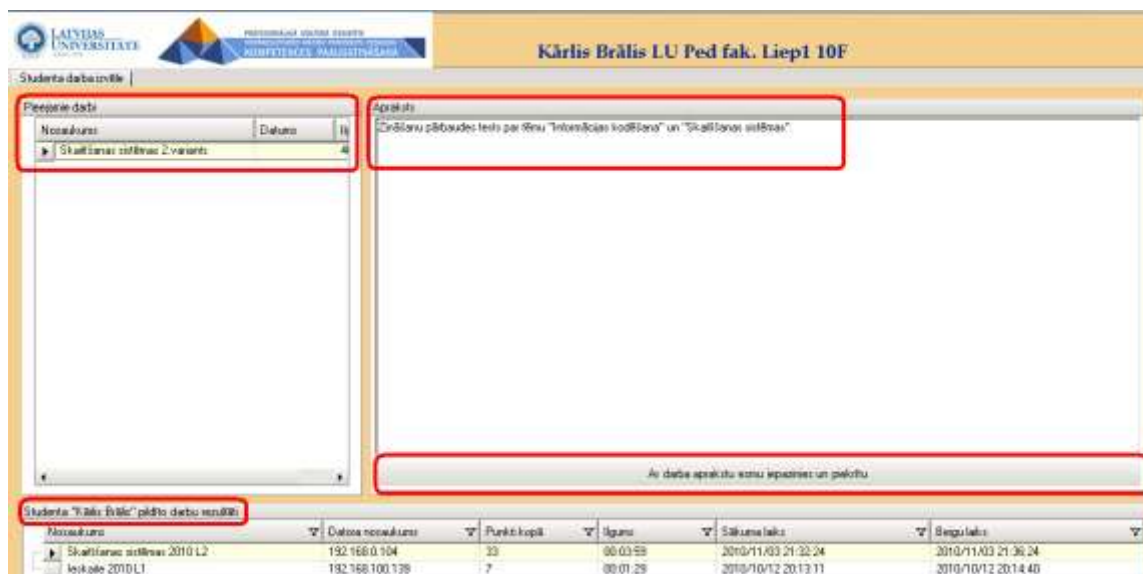 LATVIJAS
UNIVERSITĀTE
KOMPETENCES PAAUGSTINĀŠANA
Kārlis Brālis LU Ped fak. Liep1 10F
Studenta darba izvēle
Pieejamie darbi
Apraksts
Nosaukums Datums
Zināšanu pārbaudes tests par tēmu "Informācijas kodēšana" un "Skaitīšanas sistēmas".
Skaitīšanas sistēmas 2.variants
Ar darba aprakstu esmu iepazinies un piekrītu
Studenta "Kārlis Brālis" pildīto darbu rezultāti
Nosaukums Datora nosaukums Punkti kopā Ilgums Sākuma laiks Beigu laiks
Skaitīšanas sistēmas 2010 L2 192.168.0.104 33 00:03:59 2010/11/03 21:32:24 2010/11/03 21:36:24
Ieskaite 2010 L1 192.168.100.139 7 00:01:29 2010/10/12 20:13:11 2010/10/12 20:14:40